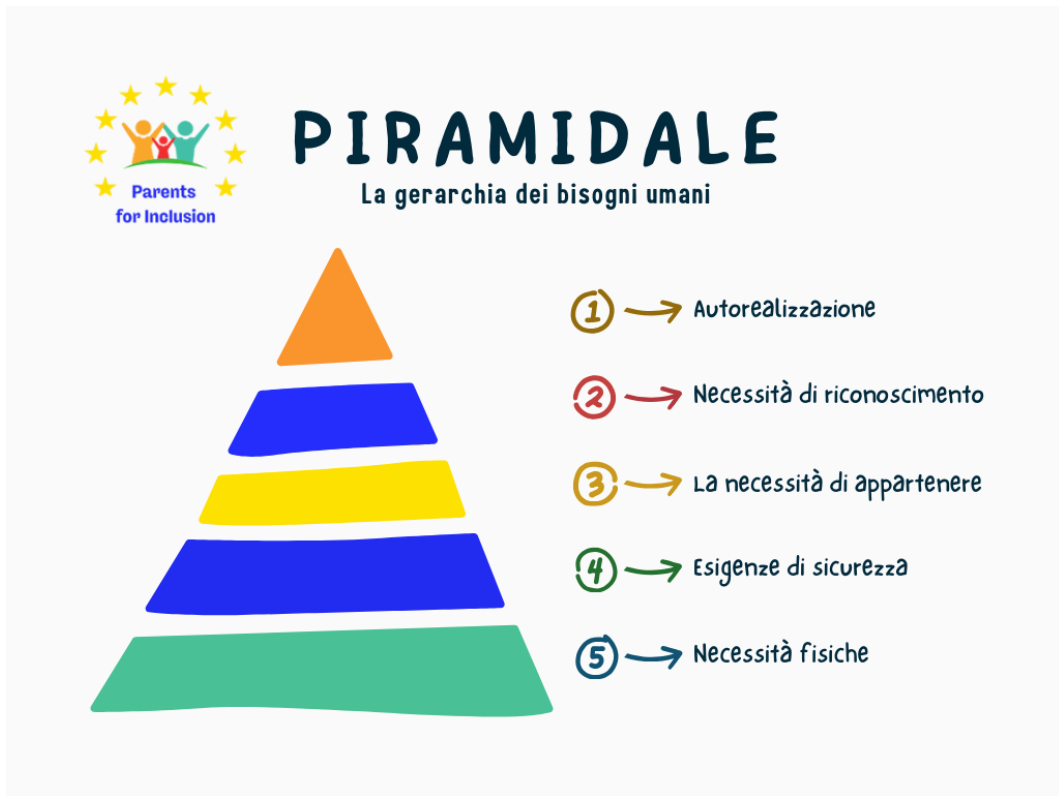 PIRAMIDALE
La gerarchia dei bisogni umani
Parents
for Inclusion
1 Autorealizzazione
2 Necessità di riconoscimento
3 La necessità di appartenere
4 Esigenze di sicurezza
5 Necessità fisiche